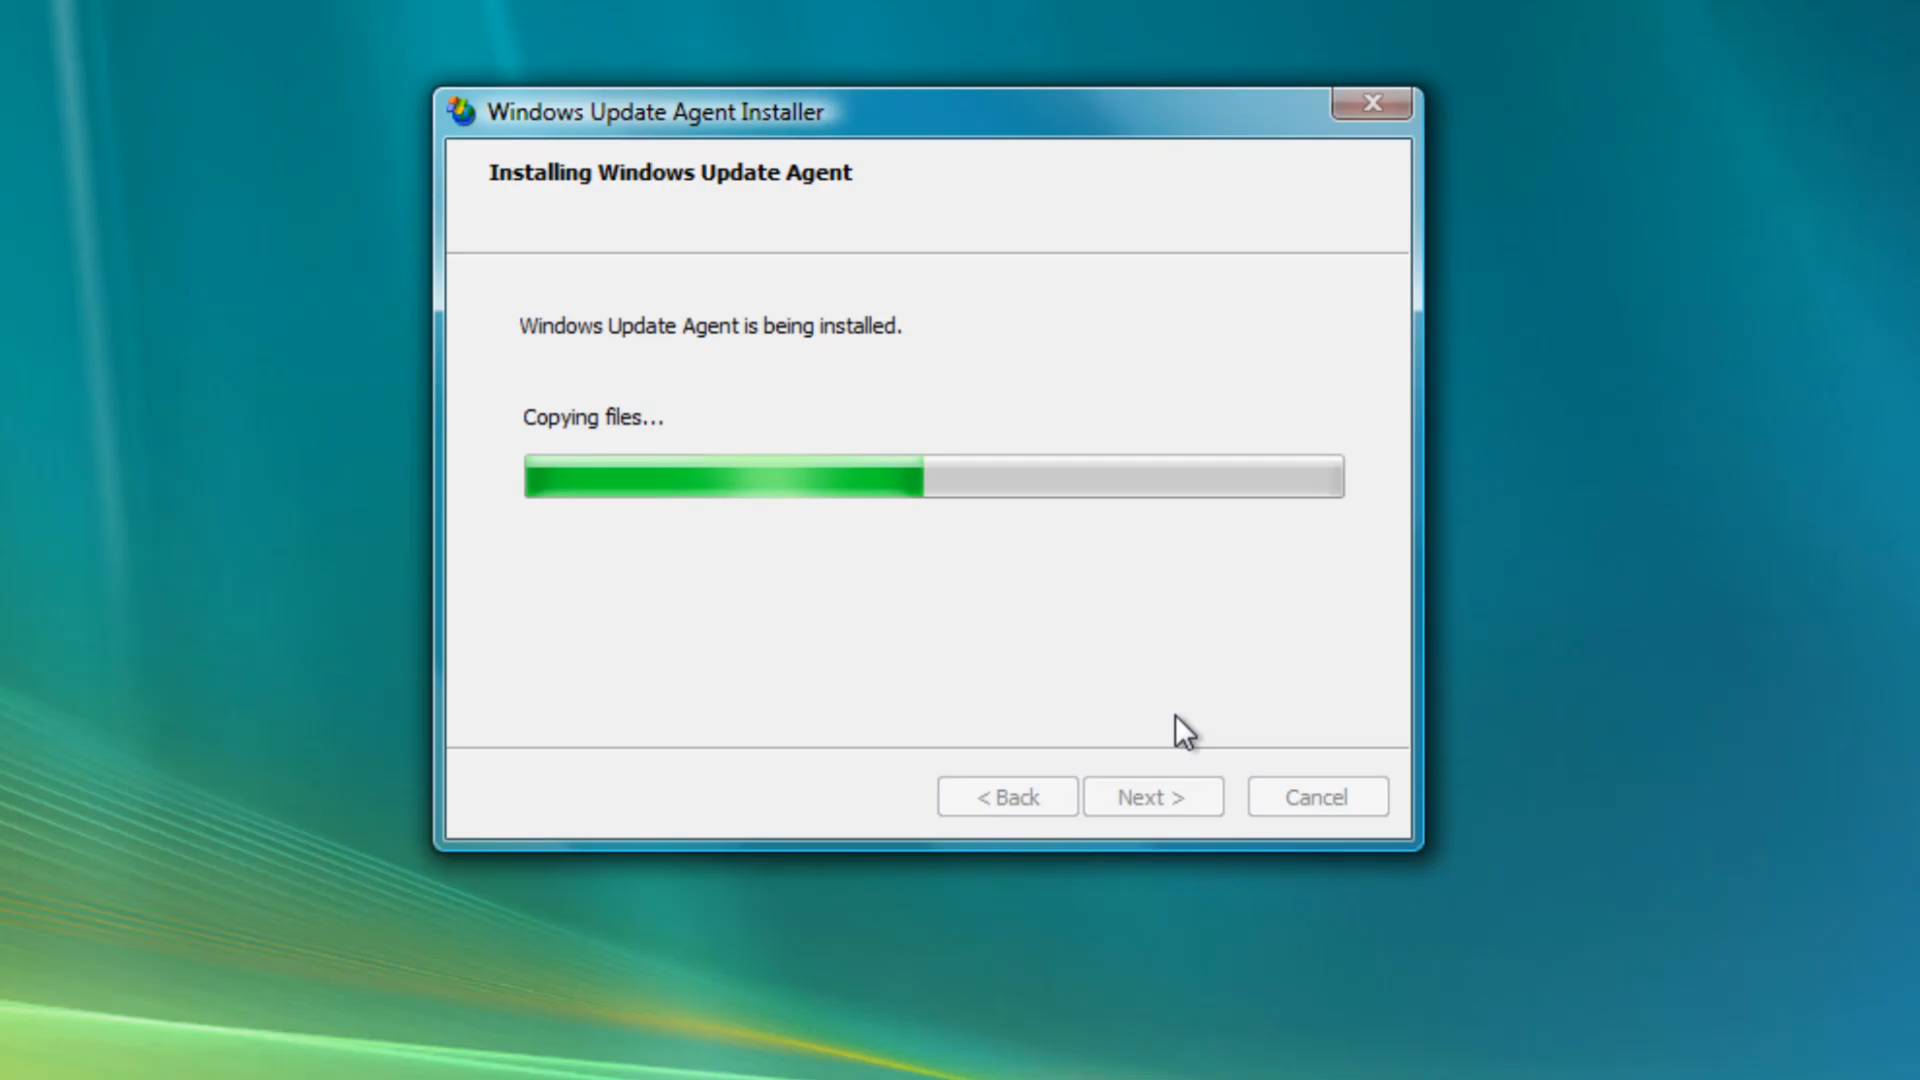 Windows Update Agent Installer
Installing Windows Update Agent
Windows Update Agent is being installed.
Copying files...
< Back
Next >
Cancel